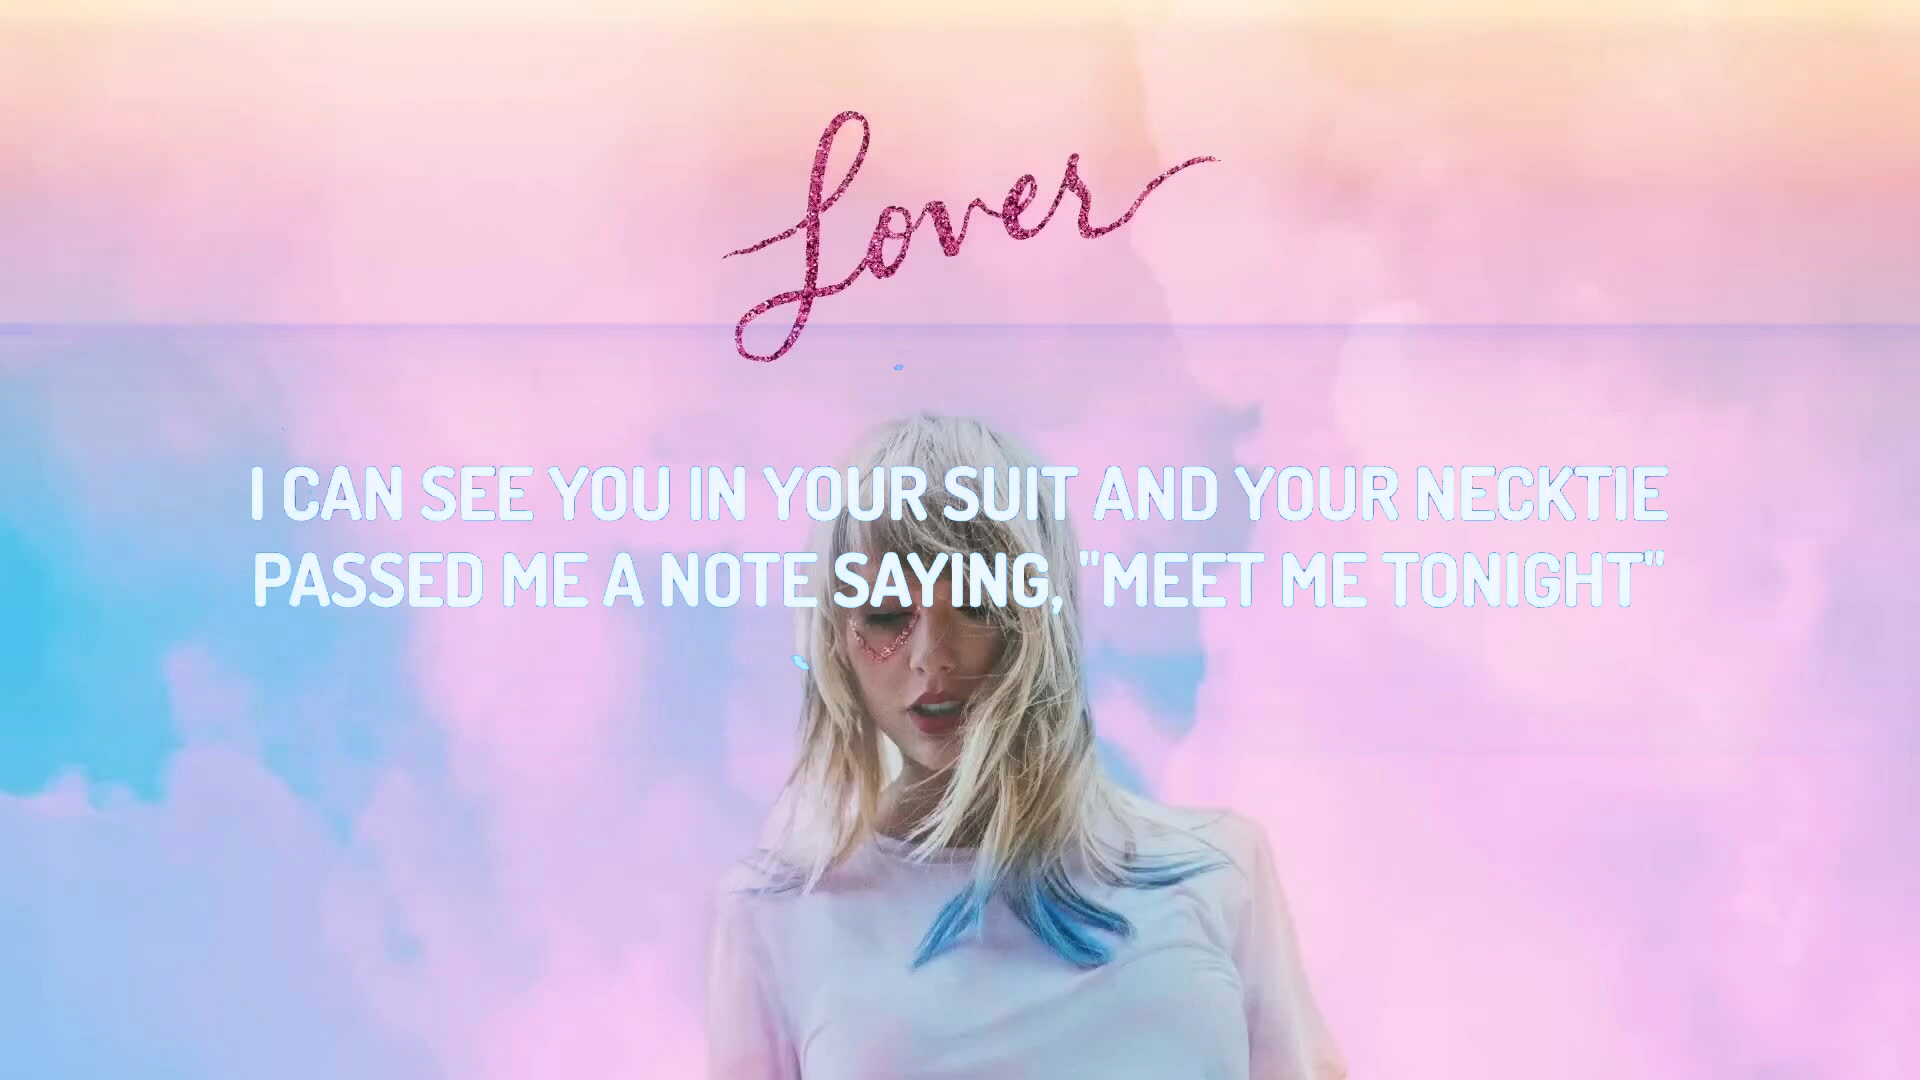 Lover
I CAN SEE YOU IN YOUR SUIT AND YOUR NECKTIE
PASSED ME A NOTE SAYING, "MEET ME TONIGHT"